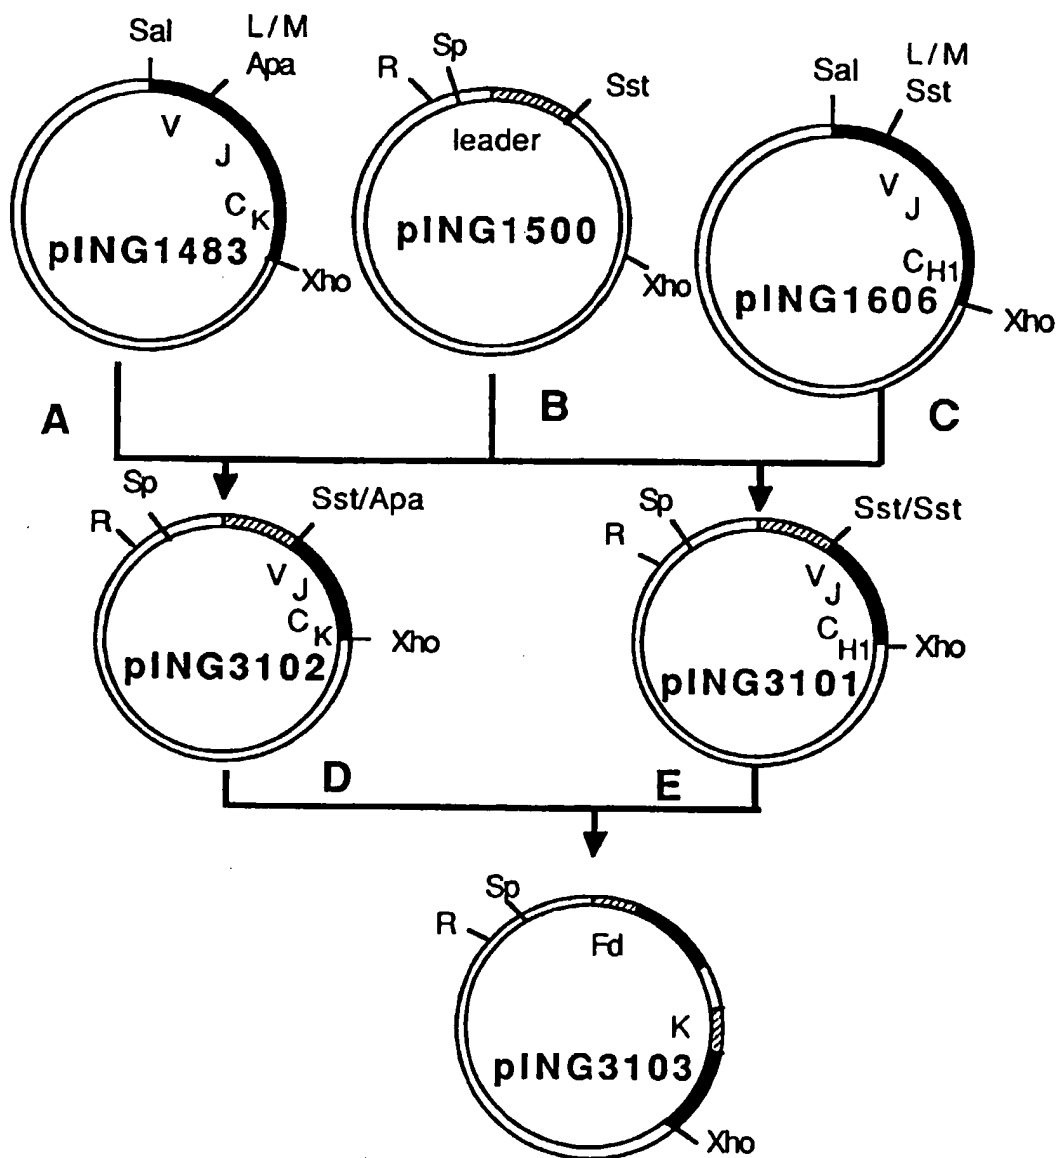 Sal
L/M
Apa
V
J
CK
pING1483
Xho
R
Sp
Sst
leader
pING1500
Xho
Sal
L/M
Sst
V
J
CH1
pING1606
Xho
A
B
C
R
Sp
Sst/Apa
V
J
CK
pING3102
Xho
R
Sp
Sst/Sst
V
J
CH1
pING3101
Xho
D
E
R
Sp
Fd
K
pING3103
Xho